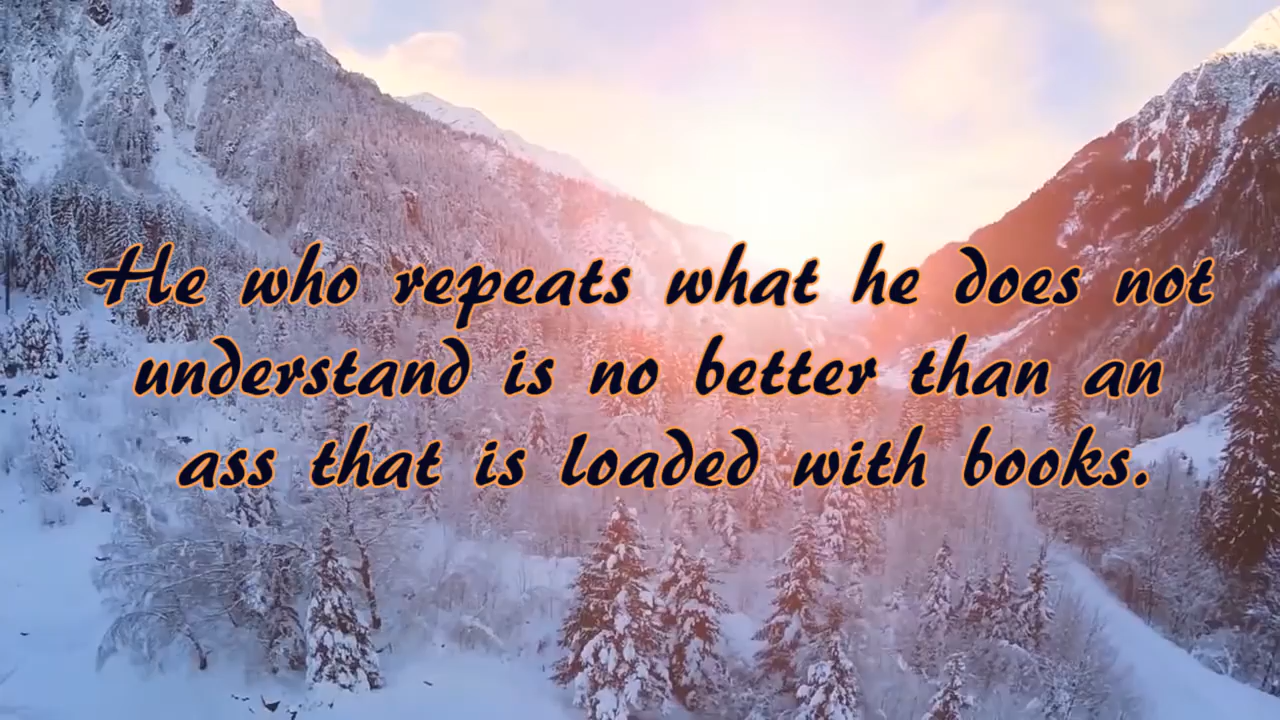 He who repeats what he does not
understand is no better than an
ass that is loaded with books.